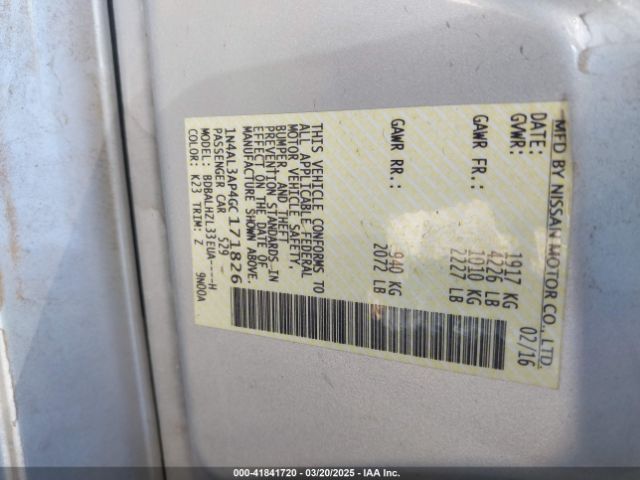 MFD BY NISSAN MOTOR CO., LTD.
DATE: 02/16
GVWR: 1917 KG
4226 LB
GAWR FR.: 1010 KG
2227 LB
GAWR RR.: 940 KG
2072 LB
THIS VEHICLE CONFORMS TO
ALL APPLICABLE FEDERAL
MOTOR VEHICLE SAFETY,
BUMPER, AND THEFT
PREVENTION STANDARDS IN
EFFECT ON THE DATE OF
MANUFACTURE SHOWN ABOVE.
1N4AL3AP4GC171826
PASSENGER CAR S29
MODEL: BDBALHZL33EUA----H
COLOR: K23 TRIM: Z 9N00A
000-41841720 - 03/20/2025 - IAA Inc.